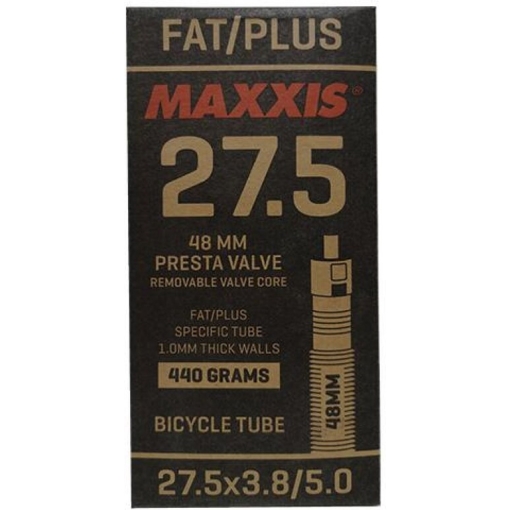 FAT/PLUS
MAXXIS®
27.5
48 MM
PRESTA VALVE
REMOVABLE VALVE CORE
FAT/PLUS
SPECIFIC TUBE
1.0MM THICK WALLS
440 GRAMS
48MM
BICYCLE TUBE
27.5x3.8/5.0